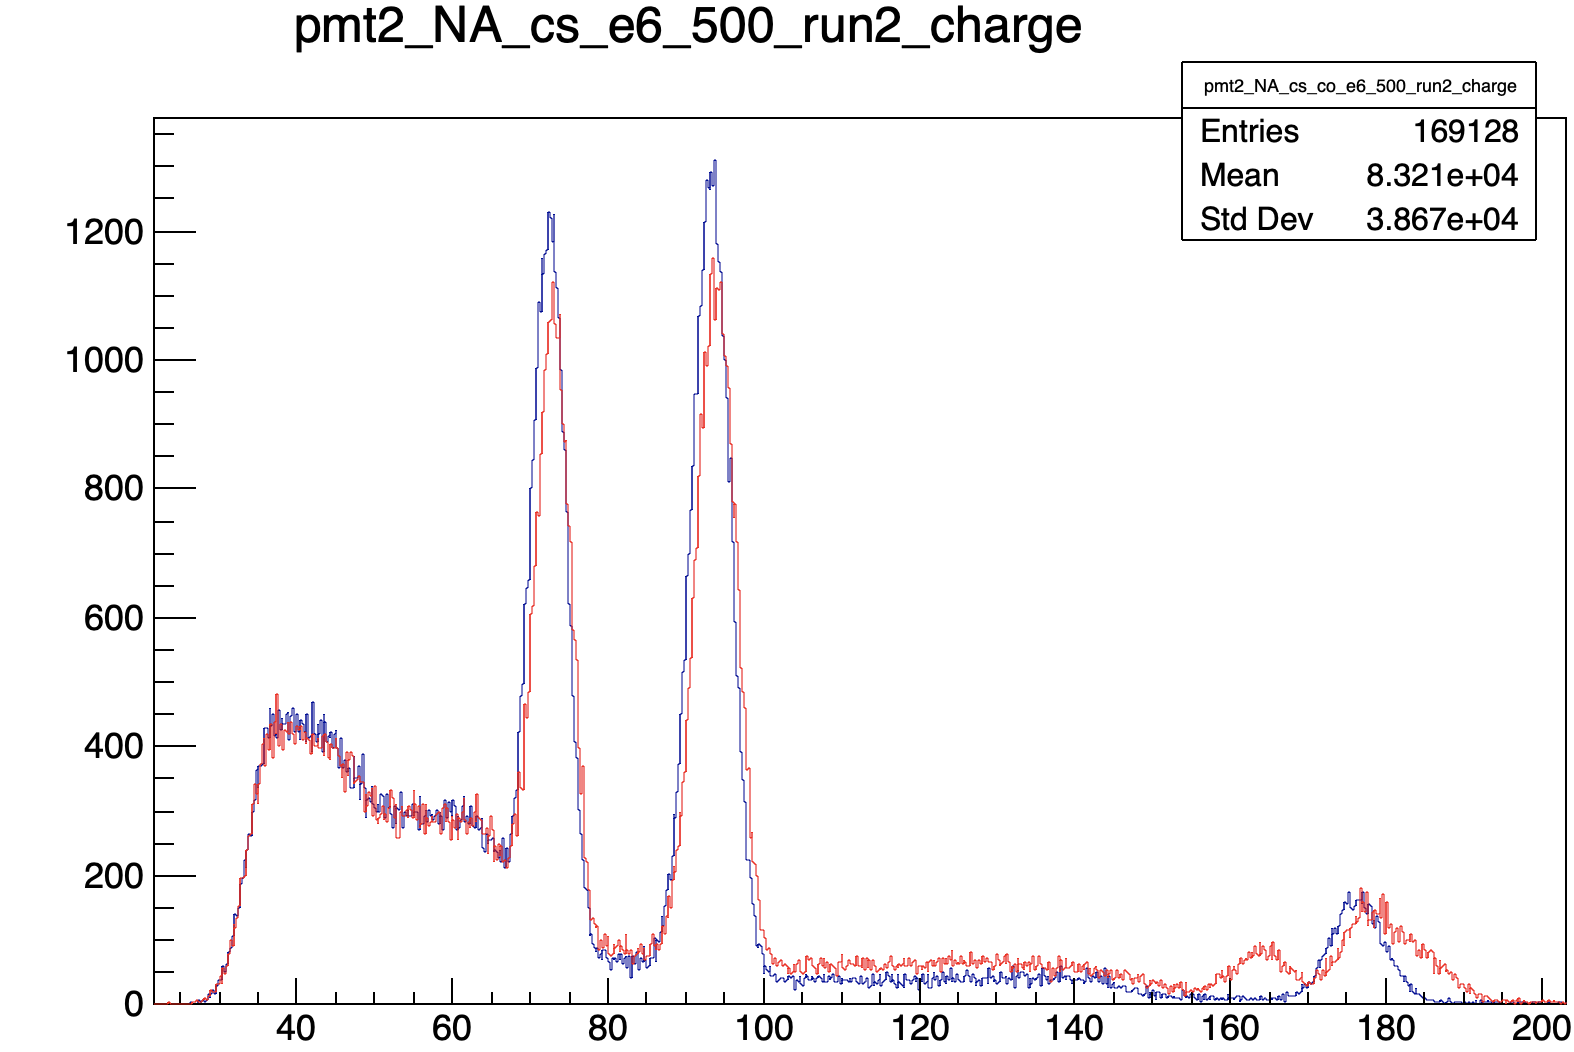 pmt2_NA_cs_e6_500_run2_charge
pmt2_NA_cs_co_e6_500_run2_charge
Entries 169128
Mean 8.321e+04
Std Dev 3.867e+04
1200
1000
800
600
400
200
0
40 60 80 100 120 140 160 180 200